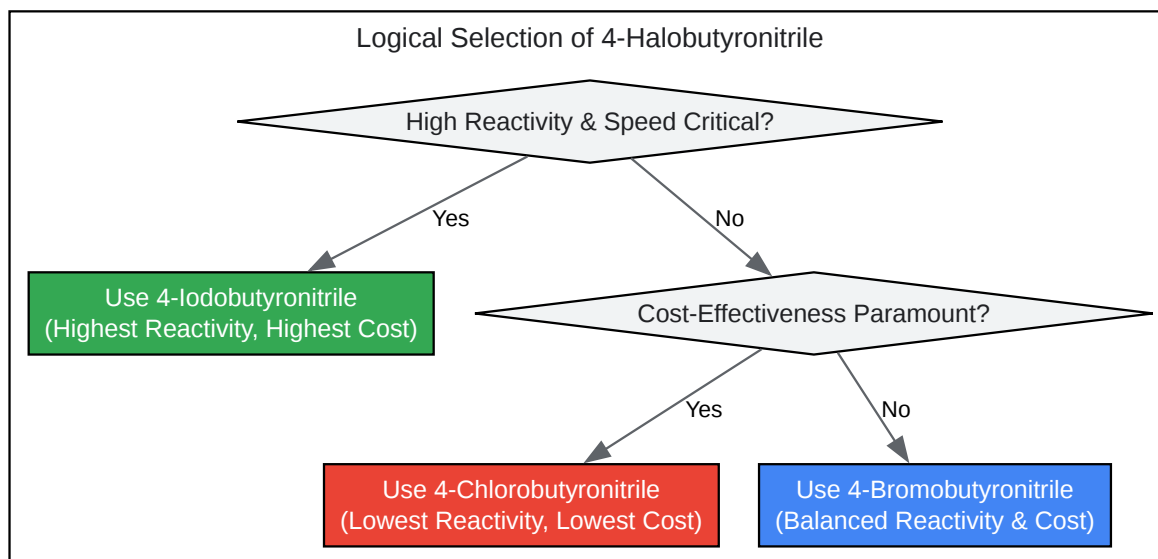 Logical Selection of 4-Halobutyronitrile
High Reactivity & Speed Critical?
Yes
No
Use 4-Iodobutyronitrile
(Highest Reactivity, Highest Cost)
Cost-Effectiveness Paramount?
Yes
No
Use 4-Chlorobutyronitrile
(Lowest Reactivity, Lowest Cost)
Use 4-Bromobutyronitrile
(Balanced Reactivity & Cost)